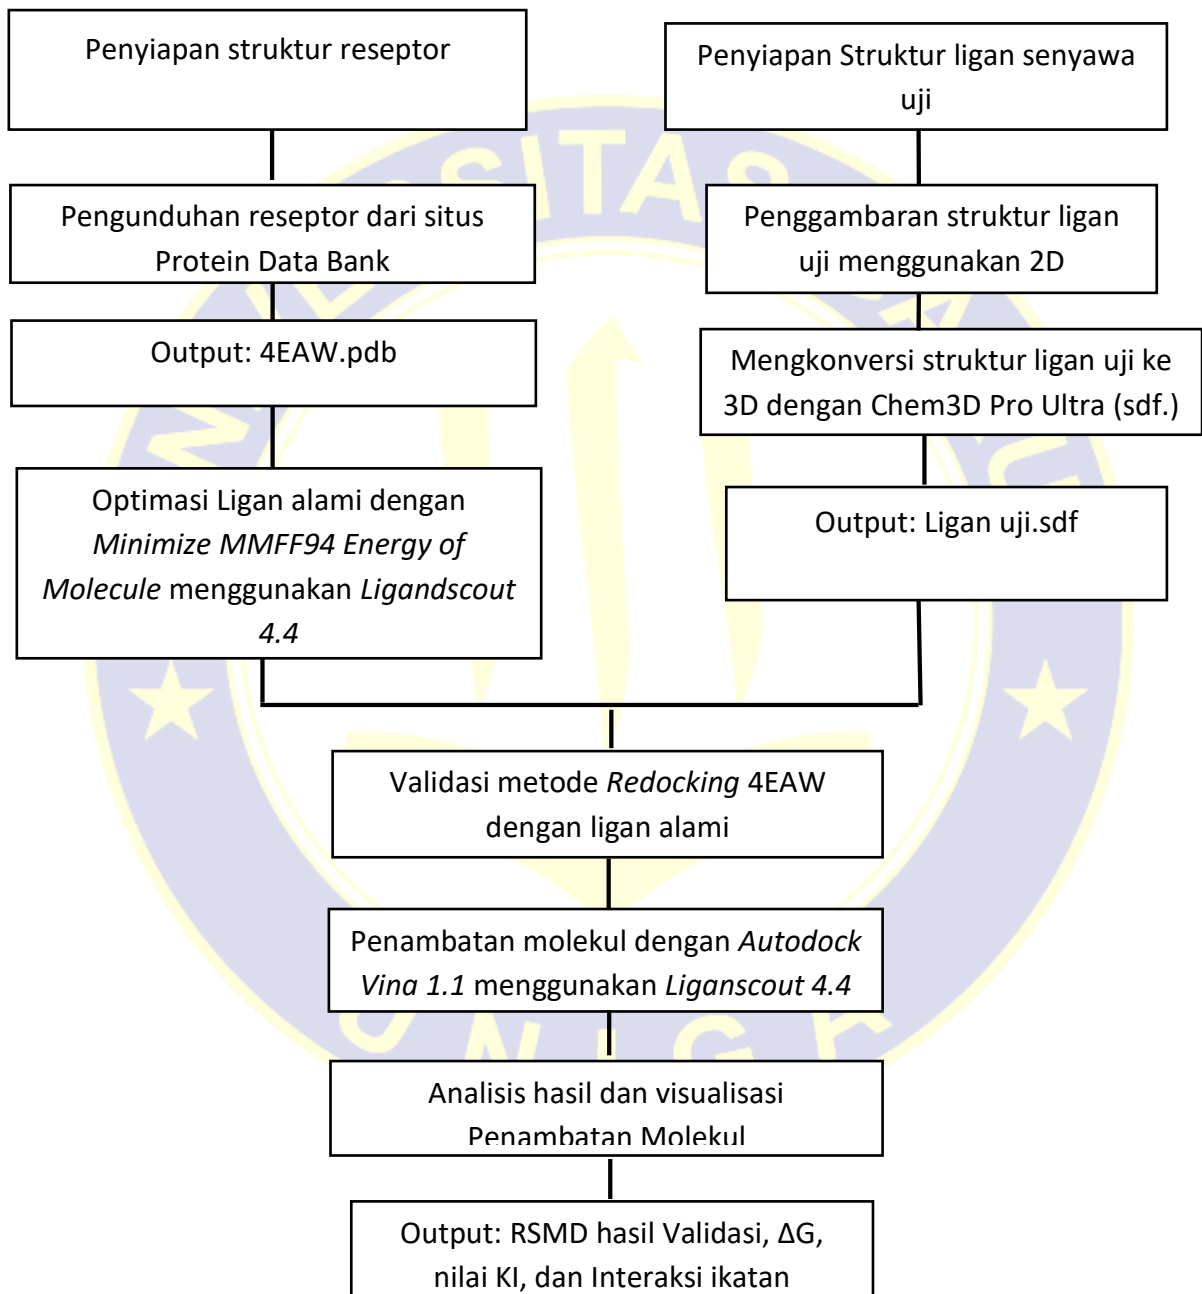 Penyiapan struktur reseptor
Penyiapan Struktur ligan senyawa
uji
Pengunduhan reseptor dari situs
Protein Data Bank
Penggambaran struktur ligan
uji menggunakan 2D
Output: 4EAW.pdb
Mengkonversi struktur ligan uji ke
3D dengan Chem3D Pro Ultra (sdf.)
Optimasi Ligan alami dengan
Minimize MMFF94 Energy of
Molecule menggunakan Ligandscout
4.4
Output: Ligan uji.sdf
Validasi metode Redocking 4EAW
dengan ligan alami
Penambatan molekul dengan Autodock
Vina 1.1 menggunakan Liganscout 4.4
Analisis hasil dan visualisasi
Penambatan Molekul
Output: RSMD hasil Validasi, ΔG,
nilai KI, dan Interaksi ikatan
UNIGA